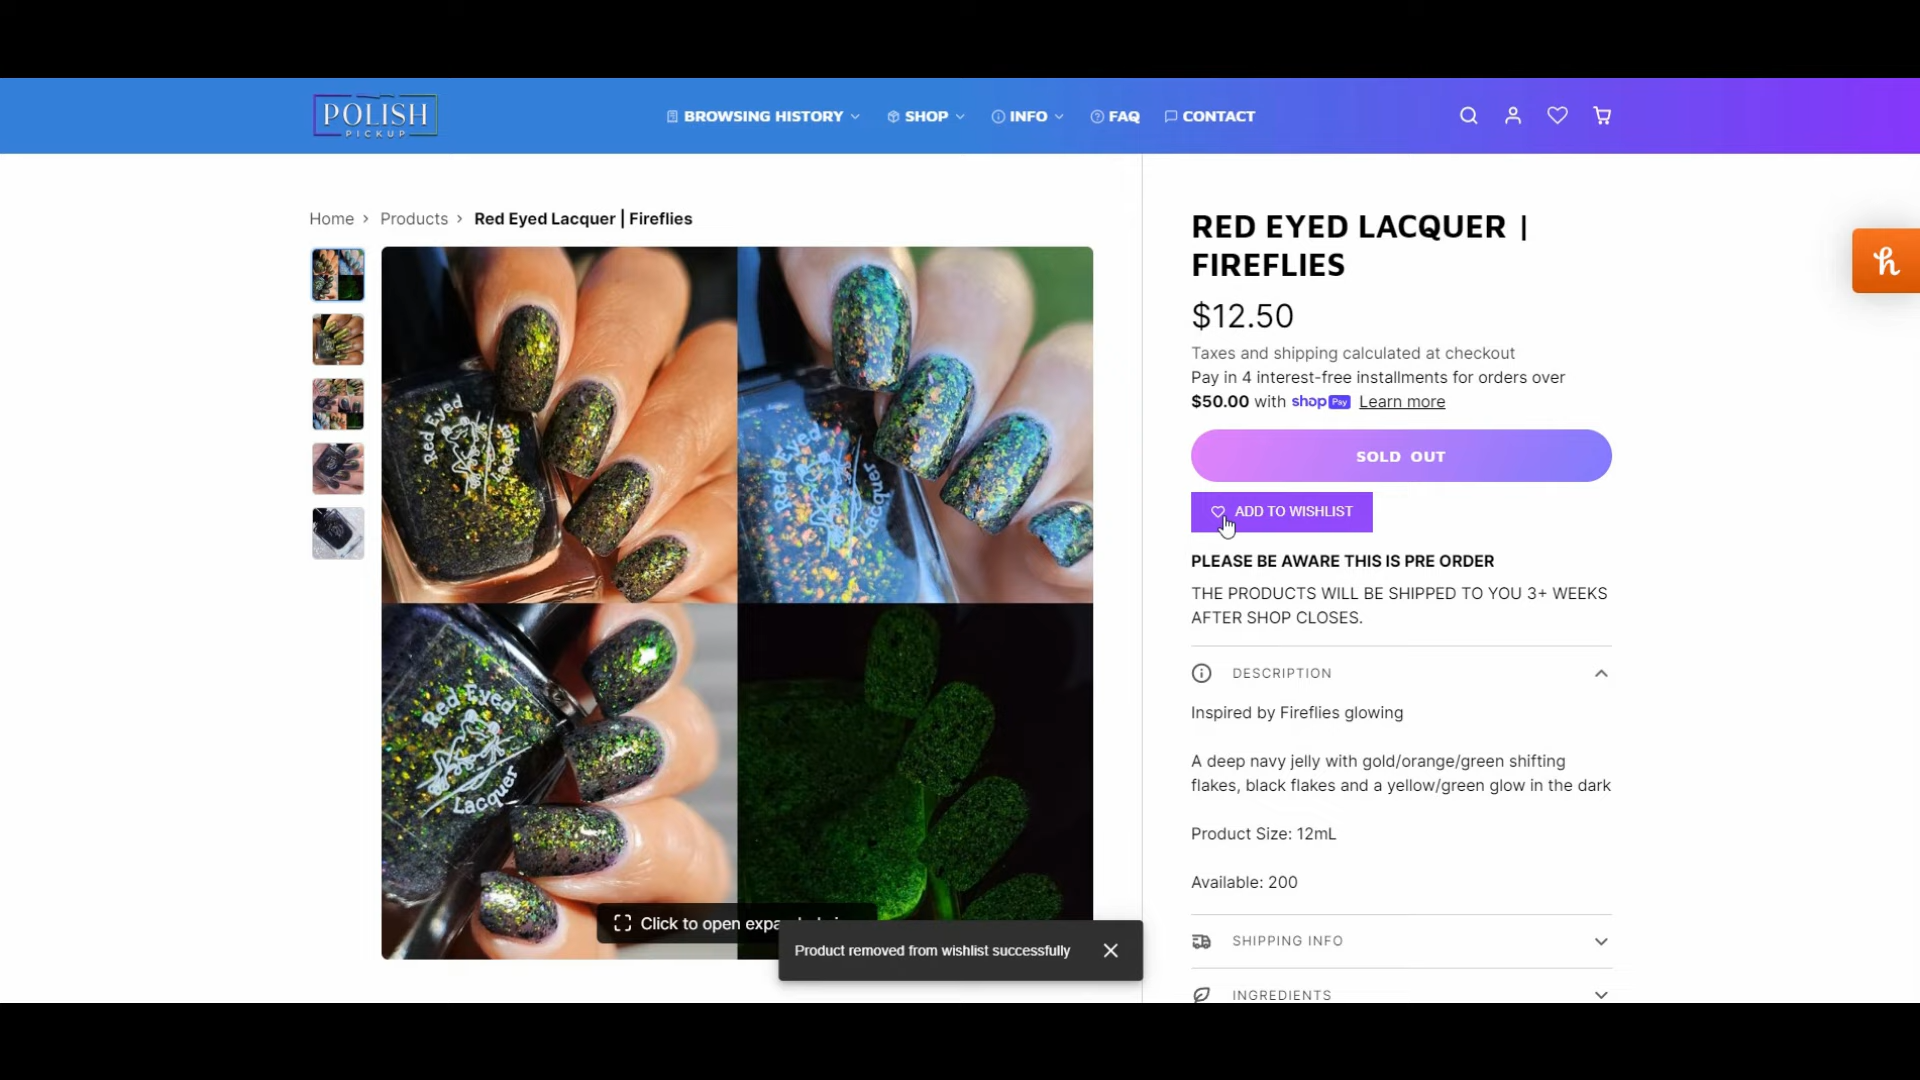 POLISH
PICKUP
BROWSING HISTORY
SHOP
INFO
FAQ
CONTACT
Home > Products > Red Eyed Lacquer | Fireflies
RED EYED LACQUER |
FIREFLIES
$12.50
Taxes and shipping calculated at checkout
Pay in 4 interest-free installments for orders over
$50.00 with shop Pay Learn more
SOLD OUT
ADD TO WISHLIST
PLEASE BE AWARE THIS IS PRE ORDER
THE PRODUCTS WILL BE SHIPPED TO YOU 3+ WEEKS
AFTER SHOP CLOSES.
DESCRIPTION
Inspired by Fireflies glowing
A deep navy jelly with gold/orange/green shifting
flakes, black flakes and a yellow/green glow in the dark
Product Size: 12mL
Available: 200
SHIPPING INFO
INGREDIENTS
Red Eyed
Lacquer
Red Eyed
Lacquer
Red Eyed
Lacquer
Click to open
Product removed from wishlist successfully
h